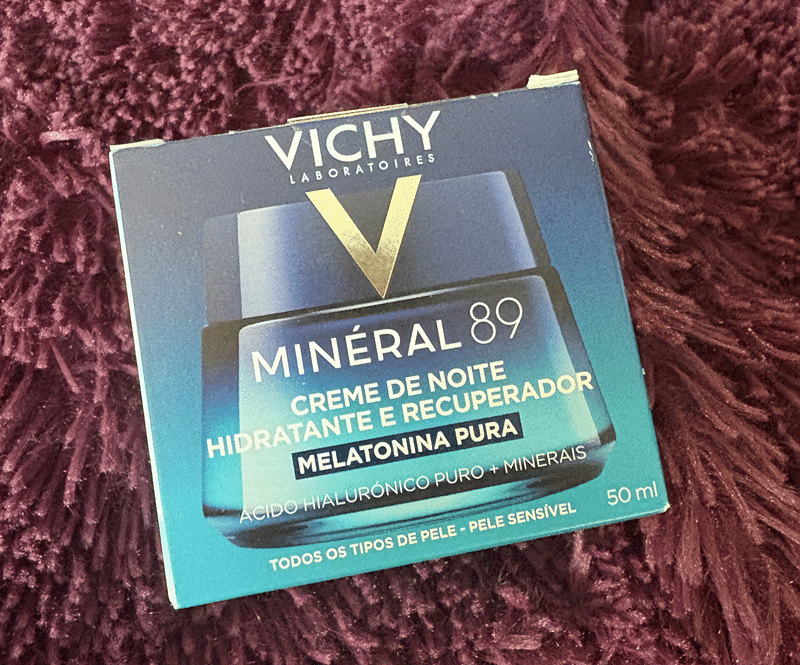 VICHY
LABORATOIRES
MINÉRAL 89
CREME DE NOITE
HIDRATANTE E RECUPERADOR
MELATONINA PURA
ÁCIDO HIALURÓNICO PURO + MINERAIS
50 ml
TODOS OS TIPOS DE PELE - PELE SENSÍVEL